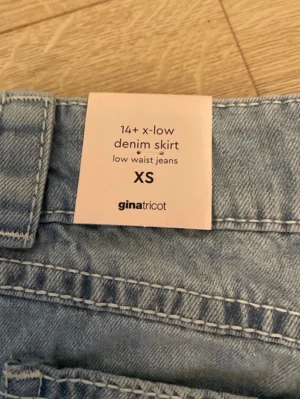 14+ x-low
denim skirt
low waist jeans
XS
ginatricot